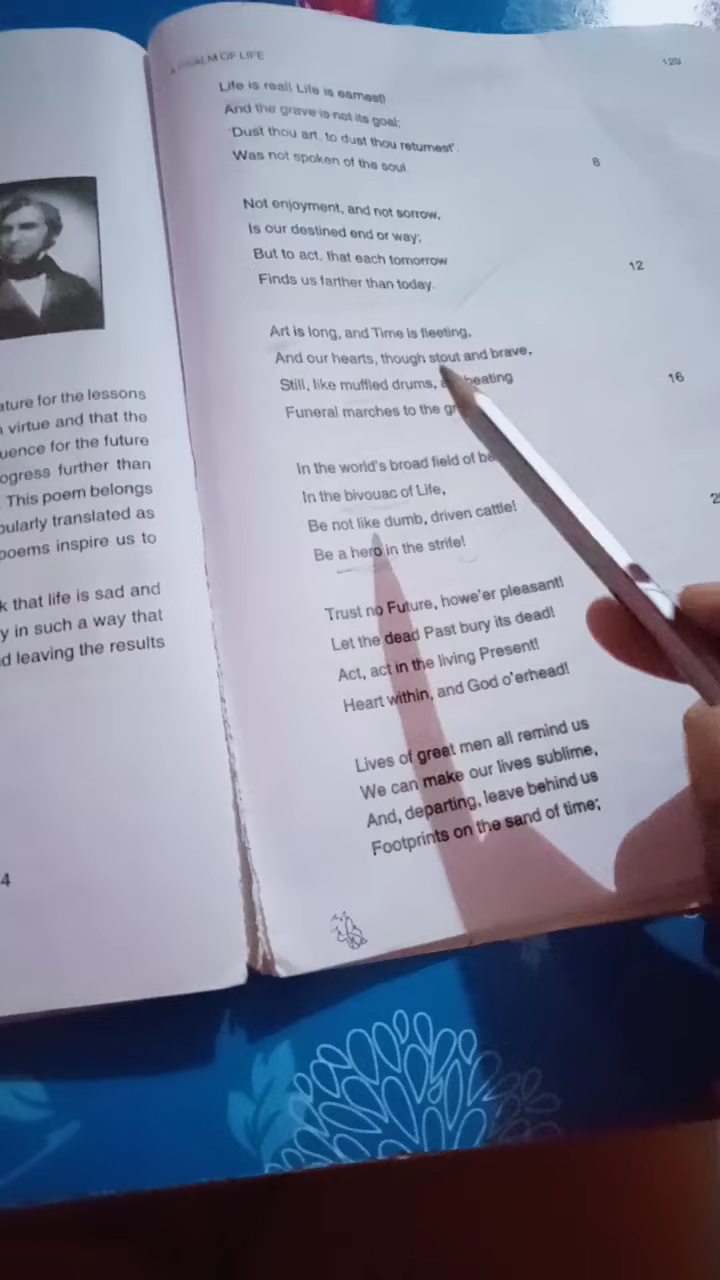 ature for the lessons
virtue and that the
uence for the future
ogress further than
This poem belongs
ularly translated as
poems inspire us to
k that life is sad and
y in such a way that
d leaving the results
4
A PSALM OF LIFE
129
Life is real! Life is earnest!
And the grave is not its goal;
'Dust thou art, to dust thou returnest'.
Was not spoken of the soul.
8
Not enjoyment, and not sorrow,
Is our destined end or way;
But to act, that each tomorrow
12
Finds us farther than today.
Art is long, and Time is fleeting,
And our hearts, though stout and brave,
Still, like muffled drums, a beating
16
Funeral marches to the gr
In the world's broad field of b
In the bivouac of Life,
Be not like dumb, driven cattle!
Be a hero in the strife!
2
Trust no Future, howe'er pleasant!
Let the dead Past bury its dead!
Act, act in the living Present!
Heart within, and God o'erhead!
Lives of great men all remind us
We can make our lives sublime,
And, departing, leave behind us
Footprints on the sand of time;